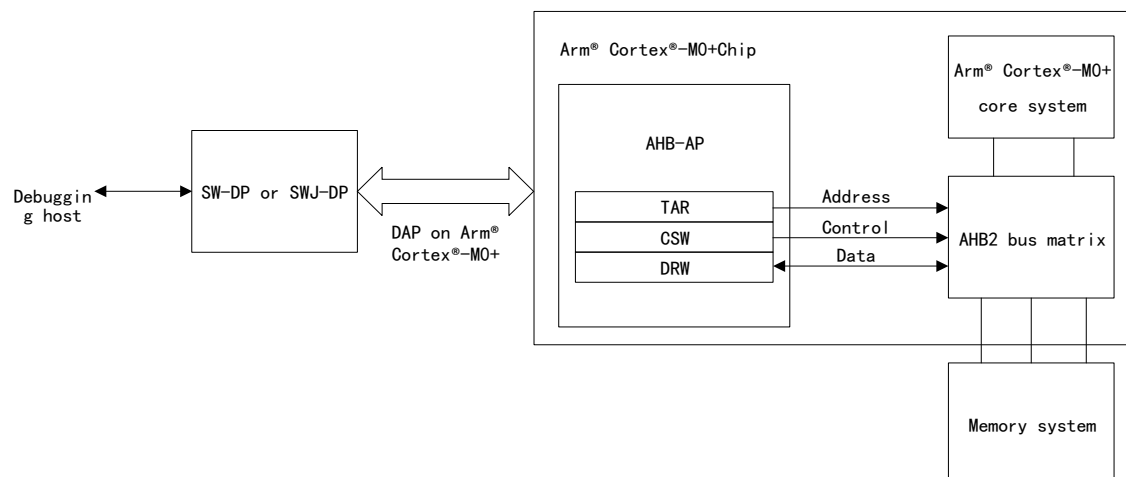 Arm® Cortex®-M0+Chip
Arm® Cortex®-M0+
core system
AHB-AP
Debuggin
g host
SW-DP or SWJ-DP
DAP on Arm®
Cortex®-M0+
TAR
CSW
DRW
Address
Control
Data
AHB2 bus matrix
Memory system